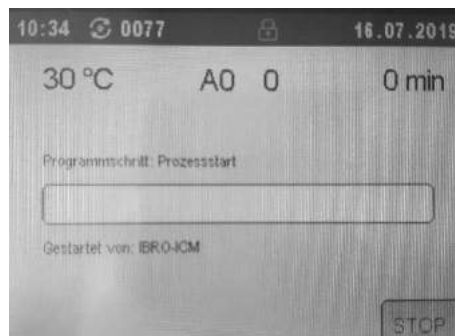 10:34 0077 16.07.2019
30 °C A0 0 0 min
Programmschritt: Prozessstart
Gestartet von: IBRO-ICM
STOP